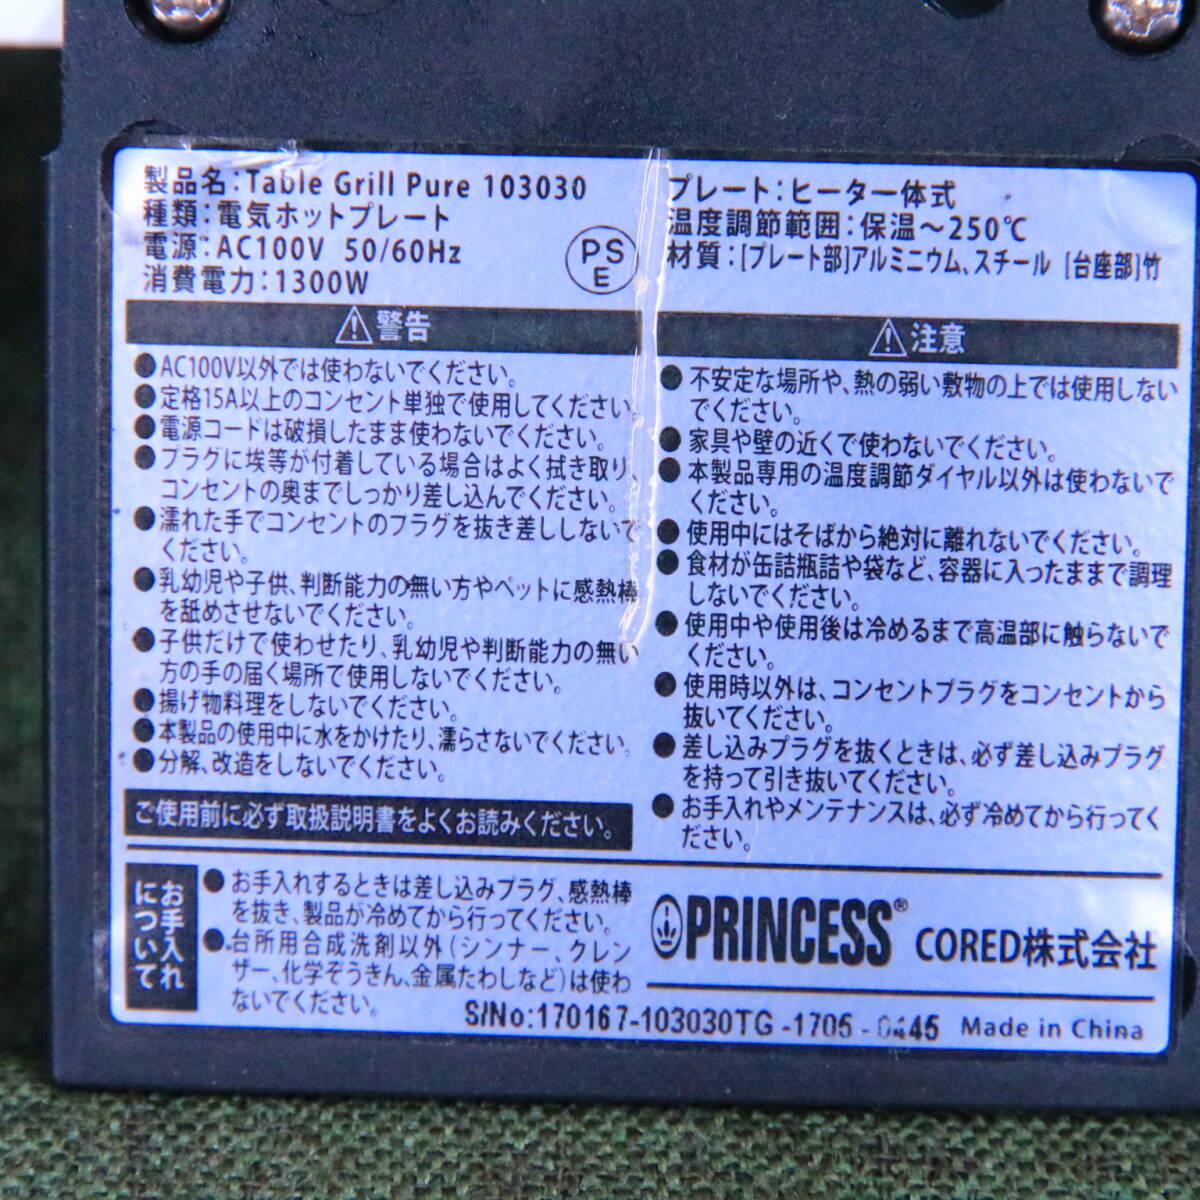 製品名:Table Grill Pure 103030
種類:電気ホットプレート
電源:AC100V 50/60Hz
消費電力:1300W
PS
E
プレート:ヒーター一体式
温度調節範囲:保温～250℃
材質:[プレート部]アルミニウム、スチール [台座部]竹
警告
●AC100V以外では使わないでください。
●定格15A以上のコンセント単独で使用してください。
●電源コードは破損したまま使わないでください。
●プラグに埃等が付着している場合はよく拭き取り、
コンセントの奥までしっかり差し込んでください。
●濡れた手でコンセントのプラグを抜き差ししないで
ください。
●乳幼児や子供、判断能力の無い方やペットに感熱棒
を舐めさせないでください。
●子供だけで使わせたり、乳幼児や判断能力の無い
方の手の届く場所で使用しないでください。
●揚げ物料理をしないでください。
●本製品の使用中に水をかけたり、濡らさないでください。
●分解、改造をしないでください。
ご使用前に必ず取扱説明書をよくお読みください。
注意
●不安定な場所や、熱の弱い敷物の上では使用しない
でください。
●家具や壁の近くで使わないでください。
●本製品専用の温度調節ダイヤル以外は使わないで
ください。
●使用中にはそばから絶対に離れないでください。
●食材が缶詰瓶詰や袋など、容器に入ったままで調理
しないでください。
●使用中や使用後は冷めるまで高温部に触らないで
ください。
●使用時以外は、コンセントプラグをコンセントから
抜いてください。
●差し込みプラグを抜くときは、必ず差し込みプラグ
を持って引き抜いてください。
●お手入れやメンテナンスは、必ず冷めてから行ってく
ださい。
お手入れ
について
●お手入れするときは差し込みプラグ、感熱棒
を抜き、製品が冷めてから行ってください。
●台所用合成洗剤以外(シンナー、クレン
ザー、化学ぞうきん、金属たわしなど)は使わ
ないでください。
PRINCESS® CORED株式会社
S/No:170167-103030TG-1705-0445 Made in China